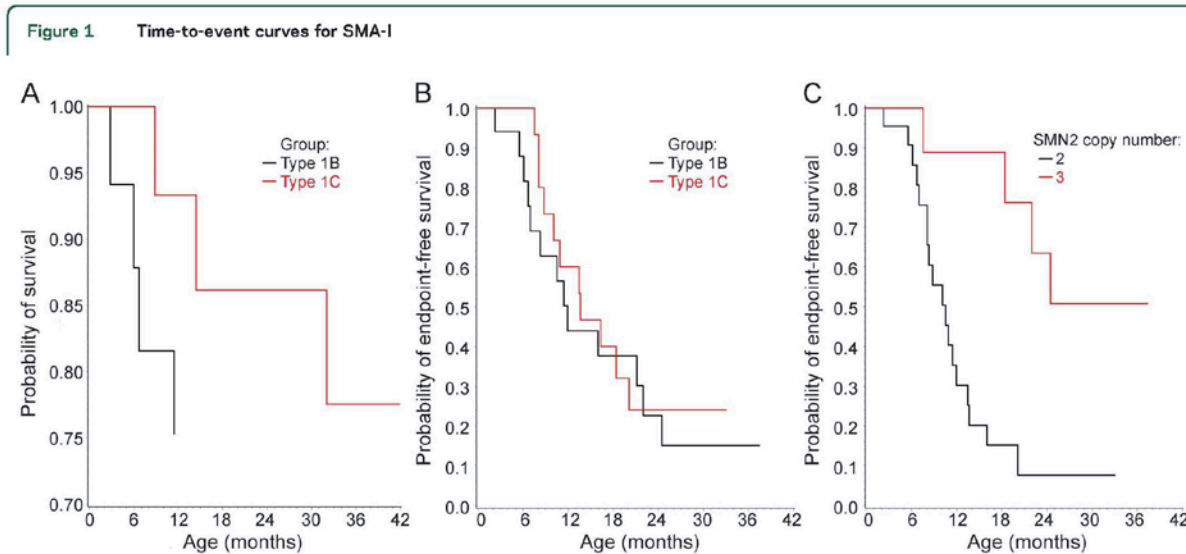 Figure 1 Time-to-event curves for SMA-I
A
Probability of survival
1.00
0.95
0.90
0.85
0.80
0.75
0.70
Group:
Type 1B
Type 1C
0 6 12 18 24 30 36 42
Age (months)
B
Probability of endpoint-free survival
1.0
0.9
0.8
0.7
0.6
0.5
0.4
0.3
0.2
0.1
0.0
Group:
Type 1B
Type 1C
0 6 12 18 24 30 36 42
Age (months)
C
Probability of endpoint-free survival
1.0
0.9
0.8
0.7
0.6
0.5
0.4
0.3
0.2
0.1
0.0
SMN2 copy number:
2
3
0 6 12 18 24 30 36 42
Age (months)